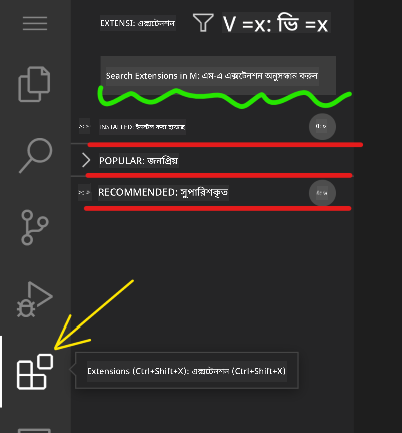 EXTENSI: এক্সটেনশন
V =x: ভি =x
Search Extensions in M: এম-এ এক্সটেনশন অনুসন্ধান করুন
INSTALLED: ইনস্টল করা হয়েছে
POPULAR: জনপ্রিয়
RECOMMENDED: সুপারিশকৃত
Extensions (Ctrl+Shift+X): এক্সটেনশন (Ctrl+Shift+X)